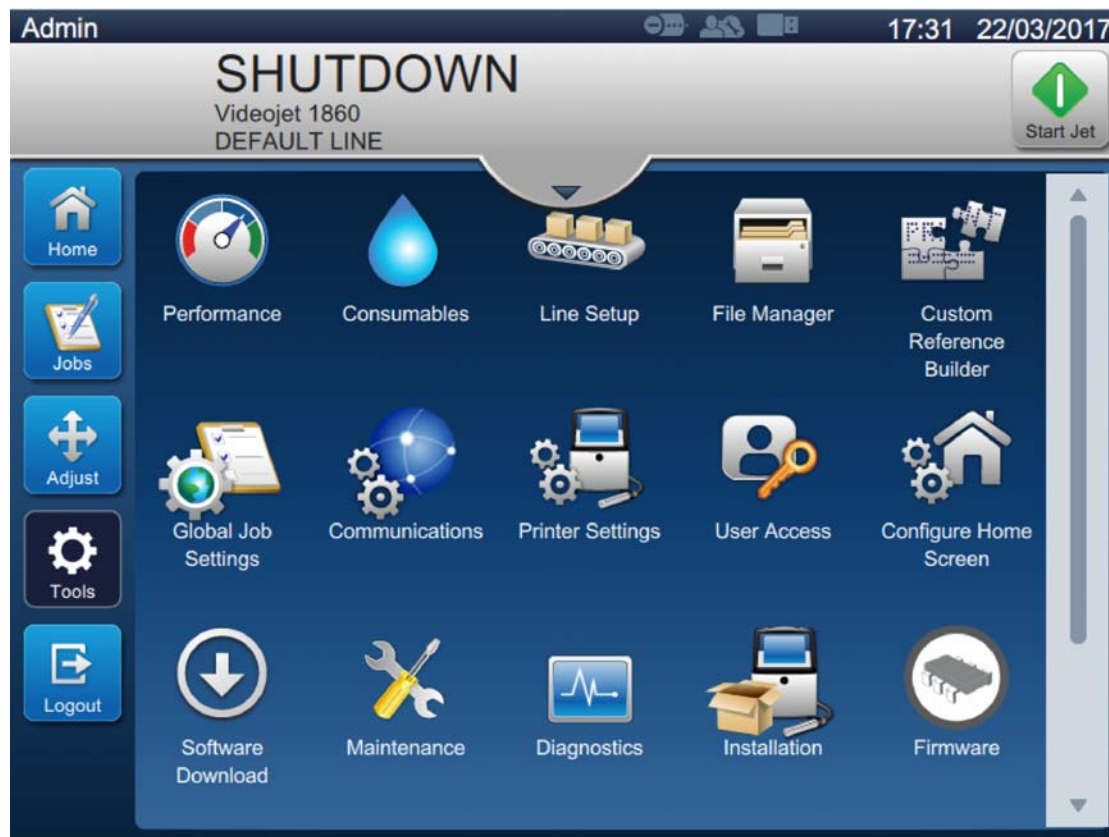 Admin
17:31 22/03/2017
SHUTDOWN
Videojet 1860
DEFAULT LINE
Start Jet
Home
Jobs
Adjust
Tools
Logout
Performance
Consumables
Line Setup
File Manager
Custom
Reference
Builder
Global Job
Settings
Communications
Printer Settings
User Access
Configure Home
Screen
Software
Download
Maintenance
Diagnostics
Installation
Firmware